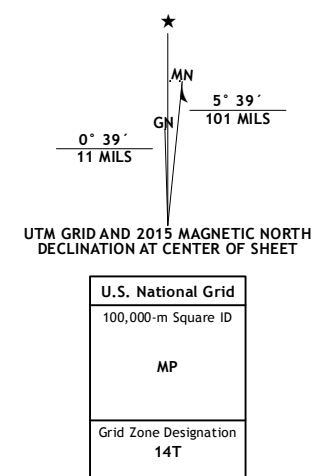 ★
MN
GN
5° 39´
101 MILS
0° 39´
11 MILS
UTM GRID AND 2015 MAGNETIC NORTH
DECLINATION AT CENTER OF SHEET
U.S. National Grid
100,000-m Square ID
MP
Grid Zone Designation
14T